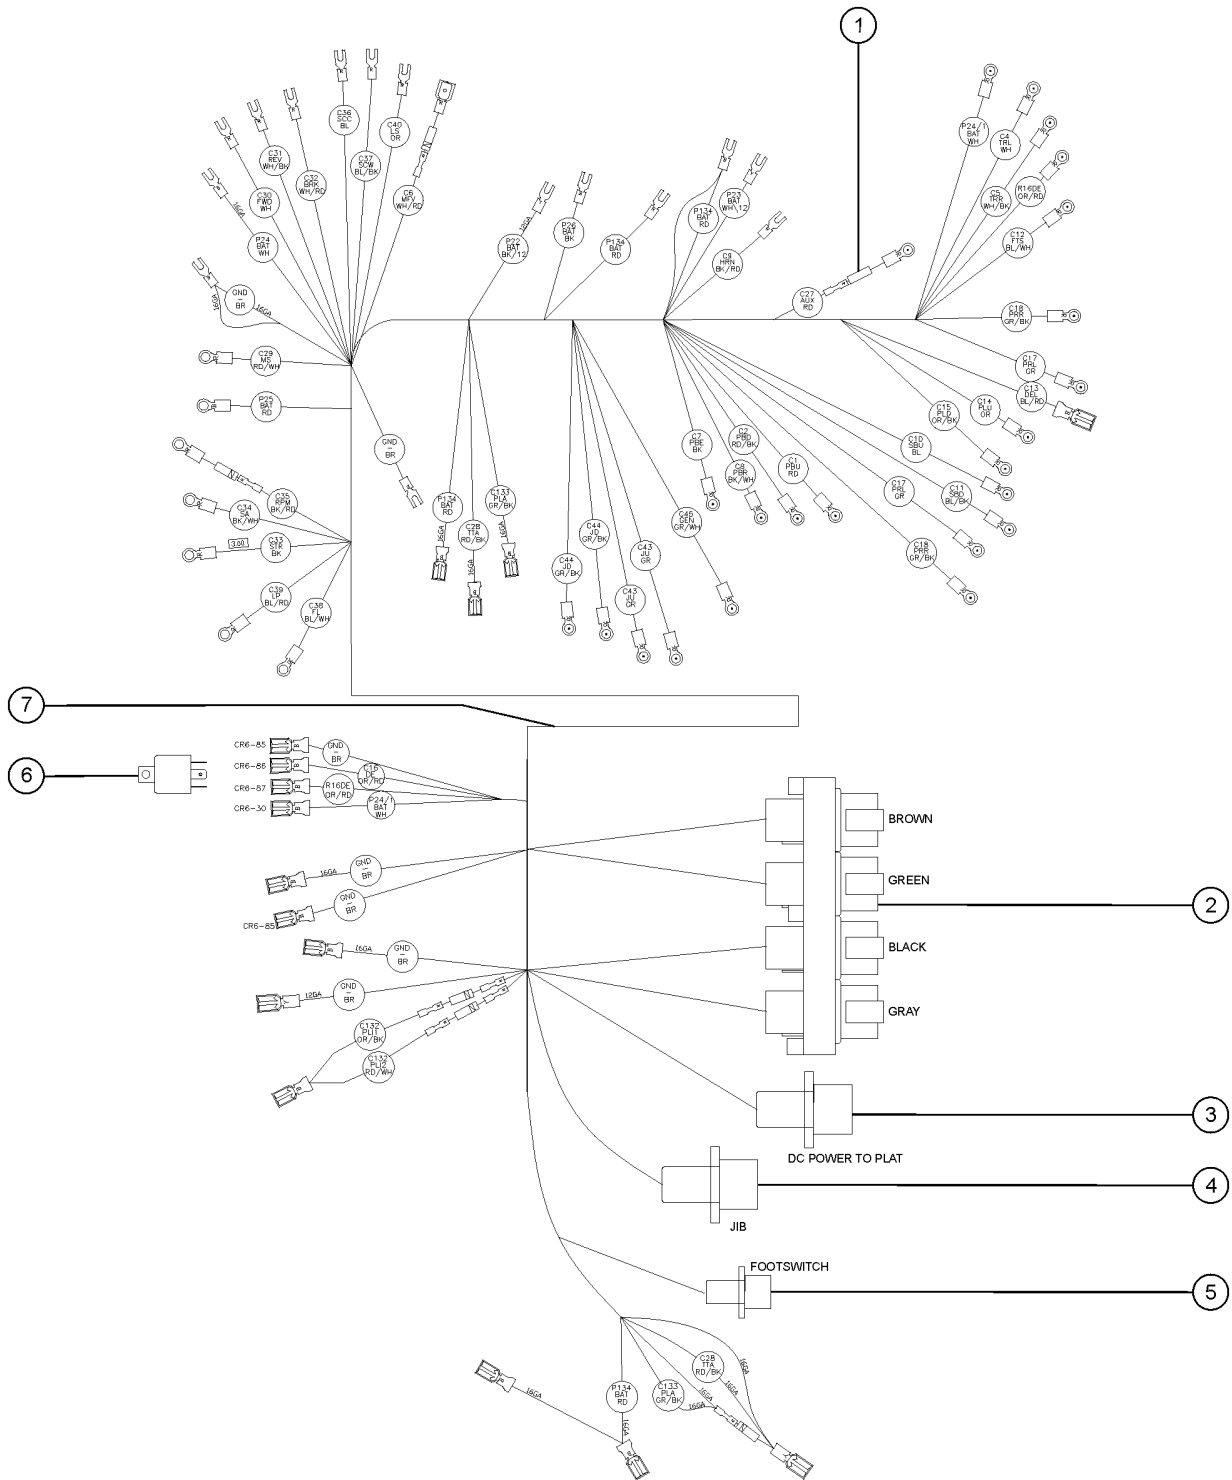 1
C36
SCC
BL
C37
SCW
BL/BK
C40
LS
OR
C6
MFV
WH/RD
C31
REV
WH/BK
C32
BRK
WH/RD
C30
FWD
WH
16GA
P24
BAT
WH
GND
–
BR
16GA
16GA
C29
MS
RD/WH
P25
BAT
RD
C35
RPM
BK/RD
C34
SA
BK/WH
3.00
C33
STR
BK
C39
LP
BL/RD
C38
FL
BL/WH
GND
–
BR
12GA
P22
BAT
BK/12
P26
BAT
BK
P134
BAT
RD
P134
BAT
RD
P23
BAT
WH\12
C9
HRN
BK/RD
C27
AUX
RD
P24/1
BAT
WH
C4
TRL
WH
C5
TRR
WH/BK
R16DE
OR/RD
C12
FTS
BL/WH
C18
PRR
GR/BK
C17
PRL
GR
C13
DEL
BL/RD
C14
PLU
OR
C15
PLD
OR/BK
C10
SBU
BL
C11
SBD
BL/BK
C17
PRL
GR
C18
PRR
GR/BK
C7
PBE
BK
C2
PBD
RD/BK
C8
PBR
BK/WH
C1
PBU
RD
P134
BAT
RD
16GA
C28
TTA
RD/BK
16GA
C133
PLA
GR/BK
16GA
C44
JD
GR/BK
C44
JD
GR/BK
C43
JU
GR
C43
JU
GR
C45
GEN
GR/WH
7
6
CR6-85
GND
–
BR
CR6-86
C16
DE
OR/RD
CR6-87
R16DE
OR/RD
CR6-30
P24/1
BAT
WH
16GA
GND
–
BR
CR6-85
GND
–
BR
16GA
GND
–
BR
12GA
GND
–
BR
C132
PLI1
OR/BK
C132
PLI2
RD/WH
BROWN
GREEN
2
BLACK
GRAY
3
DC POWER TO PLAT
4
JIB
FOOTSWITCH
5
16GA
P134
BAT
RD
16GA
C133
PLA
GR/BK
16GA
C28
TTA
RD/BK
16GA
16GA
16GA